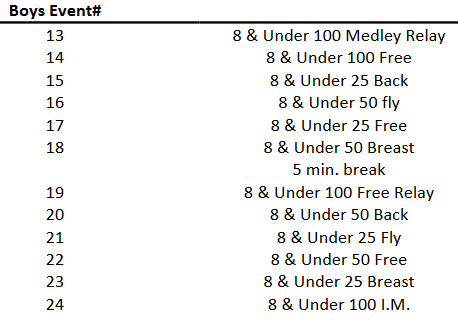 Boys Event#
13 8 & Under 100 Medley Relay
14 8 & Under 100 Free
15 8 & Under 25 Back
16 8 & Under 50 fly
17 8 & Under 25 Free
18 8 & Under 50 Breast
5 min. break
19 8 & Under 100 Free Relay
20 8 & Under 50 Back
21 8 & Under 25 Fly
22 8 & Under 50 Free
23 8 & Under 25 Breast
24 8 & Under 100 I.M.